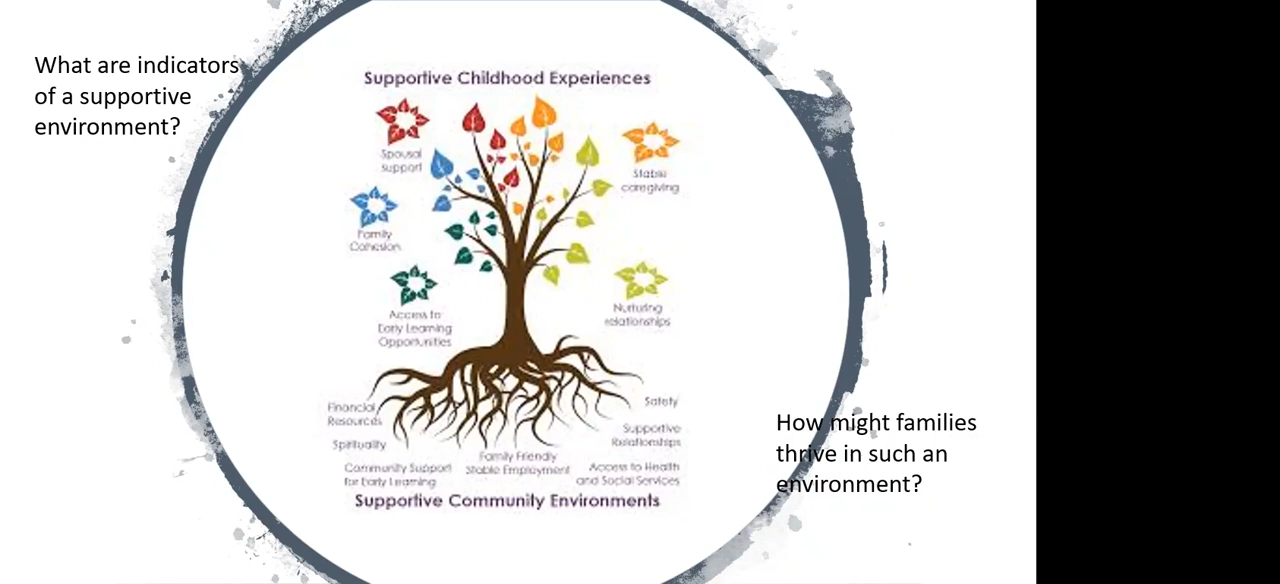 What are indicators
of a supportive
environment?
Supportive Childhood Experiences
Spousal
support
Stable
caregiving
Family
Cohesion
Access to
Early Learning
Opportunities
Nurturing
relationships
Financial
Resources
Safety
Spirituality
Supportive
Relationships
Family Friendly
Stable Employment
Community Support
for Early Learning
Access to Health
and Social Services
Supportive Community Environments
How might families
thrive in such an
environment?